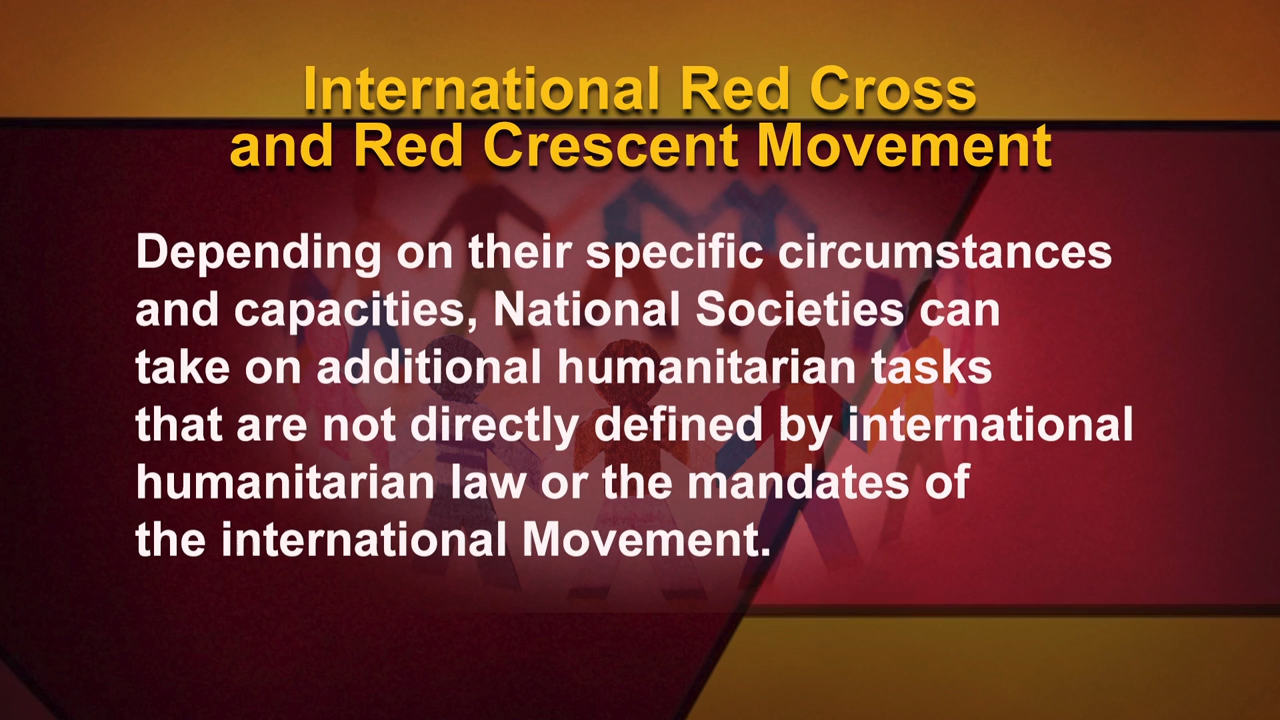 International Red Cross
and Red Crescent Movement
Depending on their specific circumstances
and capacities, National Societies can
take on additional humanitarian tasks
that are not directly defined by international
humanitarian law or the mandates of
the international Movement.